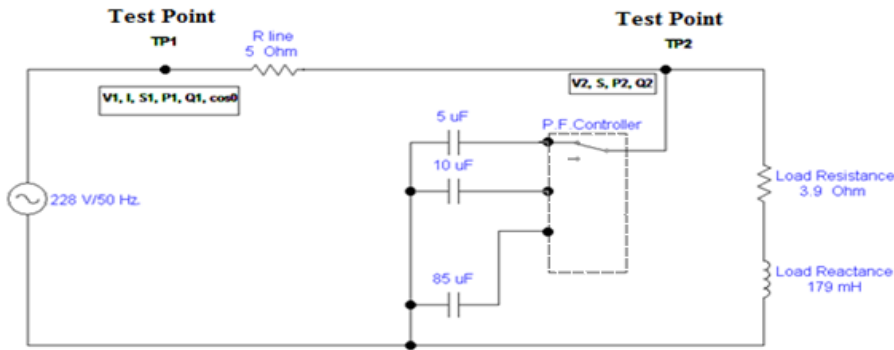 Test Point
TP1
R line
5 Ohm
Test Point
TP2
V1, I, S1, P1, Q1, cosθ
V2, S, P2, Q2
5 uF
P.F.Controller
10 uF
Load Resistance
3.9 Ohm
228 V/50 Hz.
85 uF
Load Reactance
179 mH